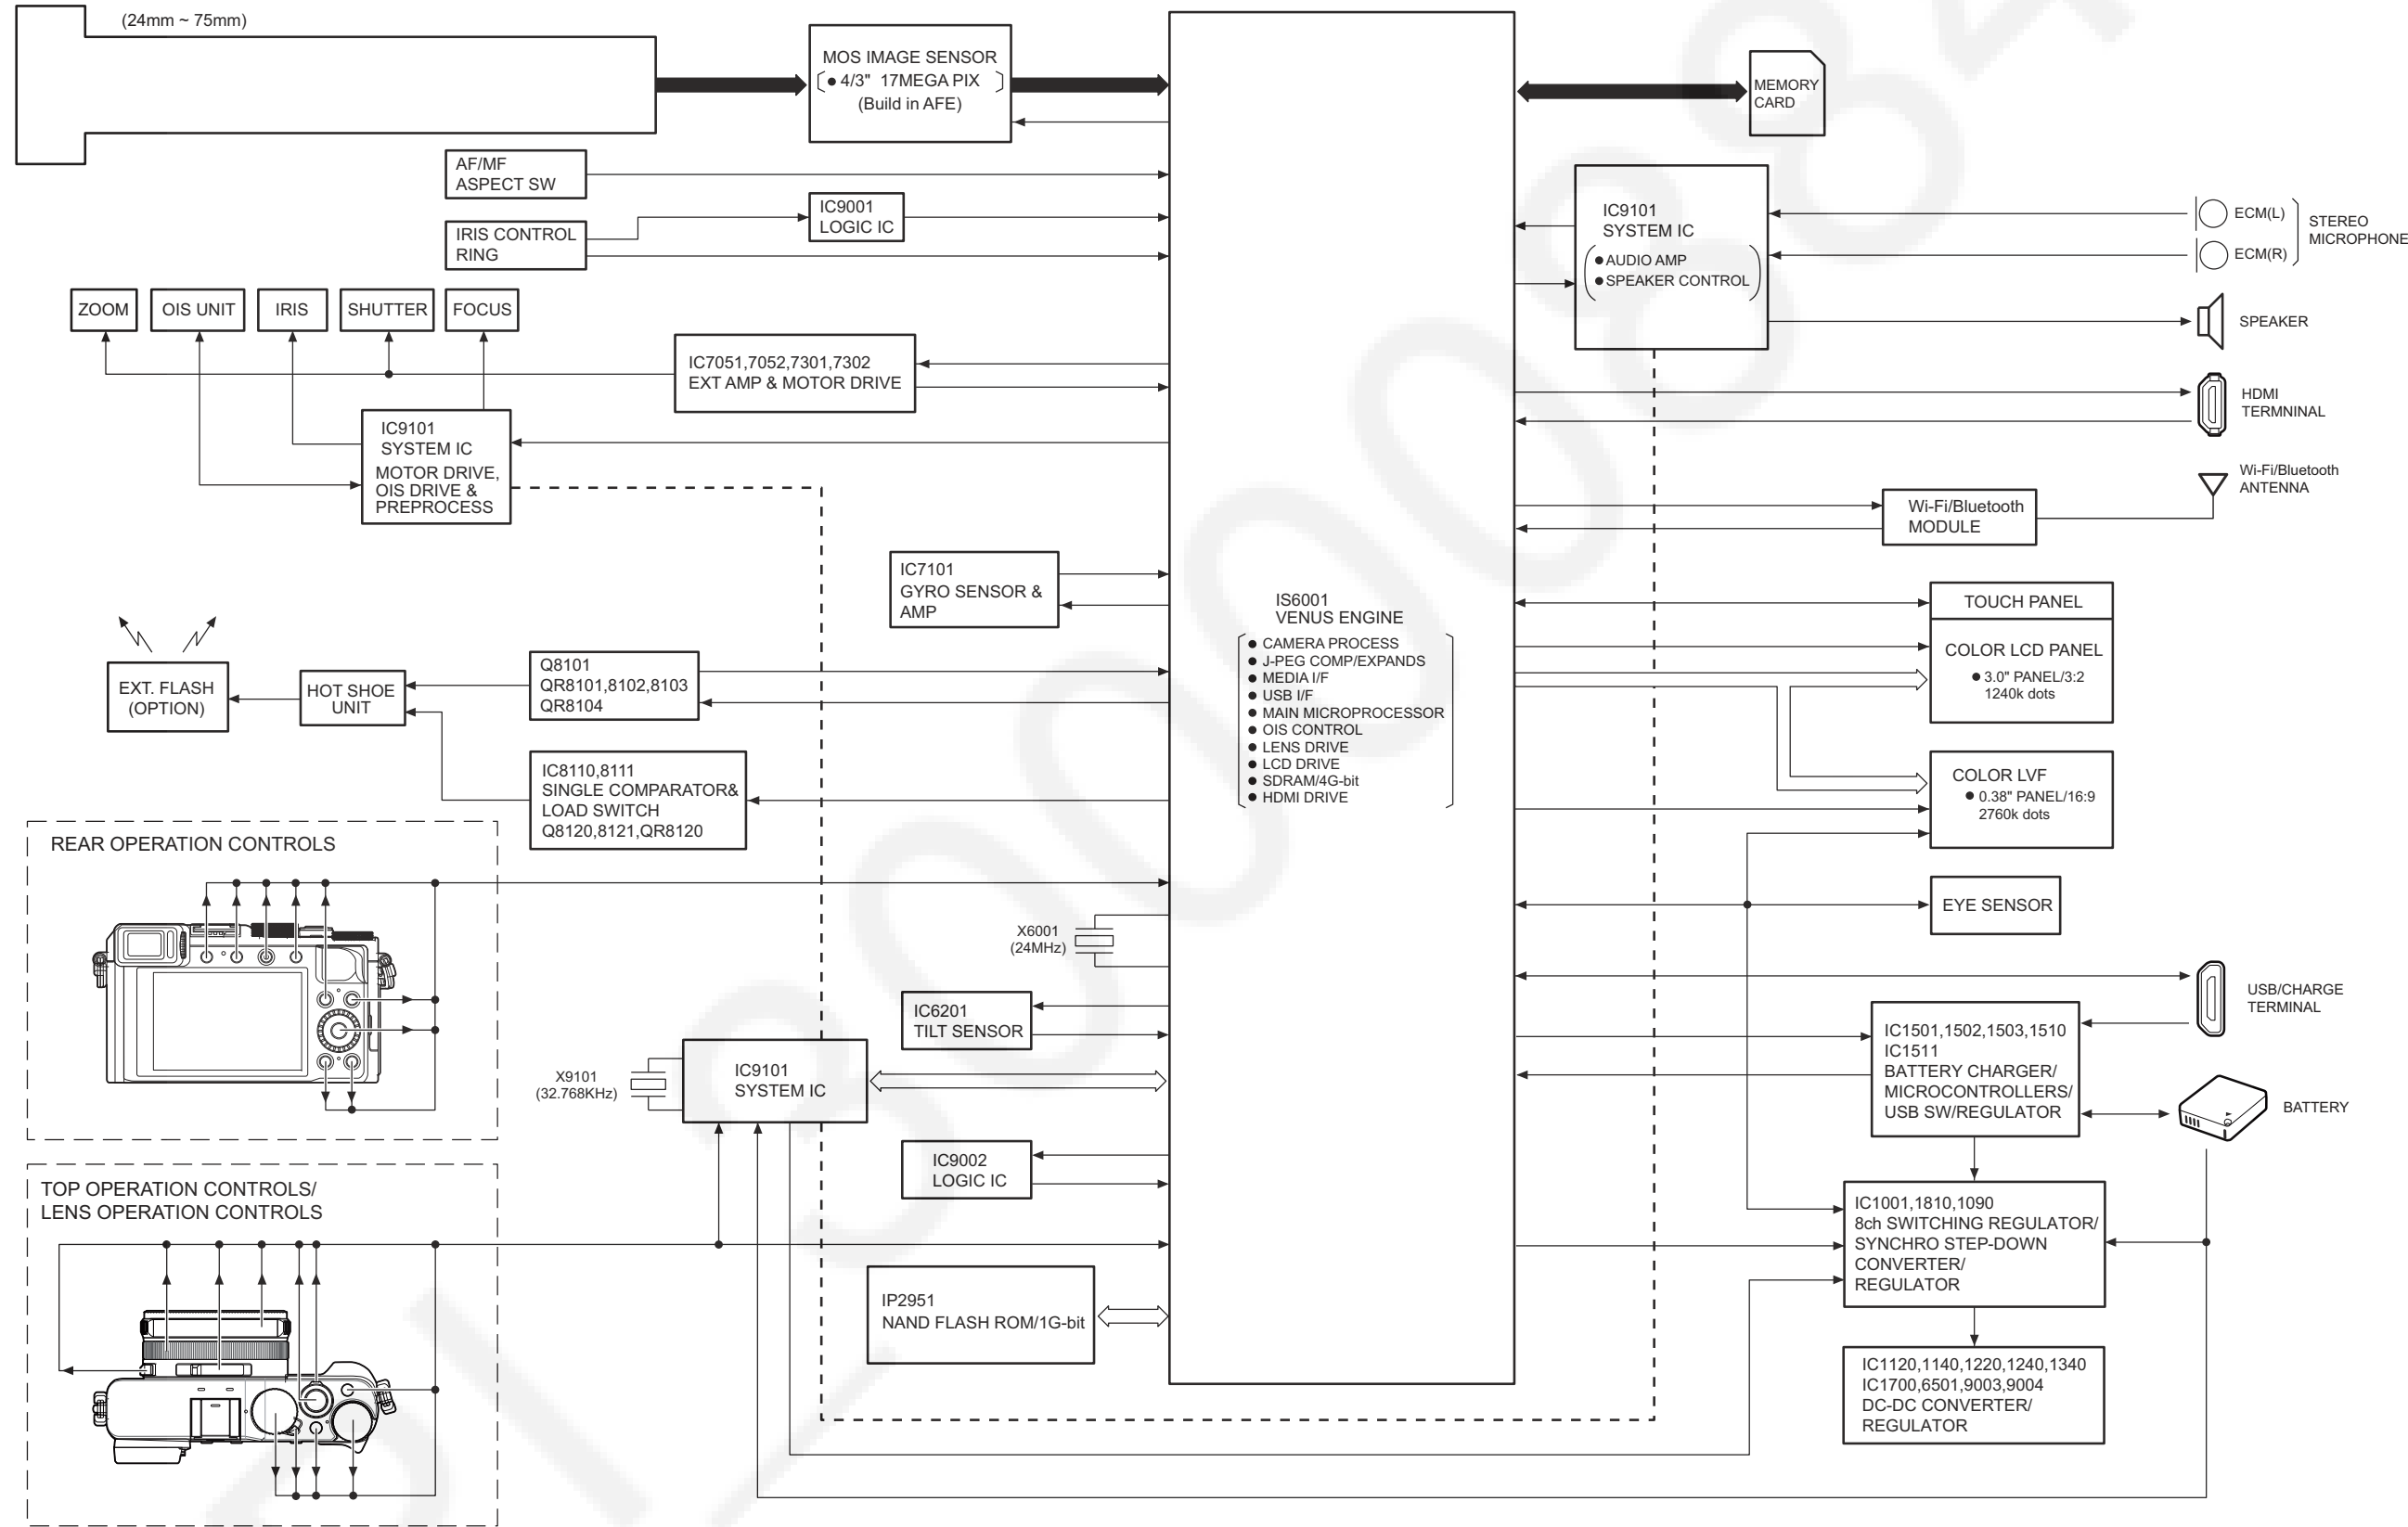 (24mm ~ 75mm)
MOS IMAGE SENSOR
● 4/3" 17MEGA PIX
(Build in AFE)
MEMORY
CARD
AF/MF
ASPECT SW
IC9001
LOGIC IC
IRIS CONTROL
RING
IC9101
SYSTEM IC
● AUDIO AMP
● SPEAKER CONTROL
ECM(L)
ECM(R)
STEREO
MICROPHONE
SPEAKER
ZOOM
OIS UNIT
IRIS
SHUTTER
FOCUS
IC7051,7052,7301,7302
EXT AMP & MOTOR DRIVE
HDMI
TERMNINAL
IC9101
SYSTEM IC
MOTOR DRIVE,
OIS DRIVE &
PREPROCESS
Wi-Fi/Bluetooth
ANTENNA
Wi-Fi/Bluetooth
MODULE
IC7101
GYRO SENSOR &
AMP
IS6001
VENUS ENGINE
● CAMERA PROCESS
● J-PEG COMP/EXPANDS
● MEDIA I/F
● USB I/F
● MAIN MICROPROCESSOR
● OIS CONTROL
● LENS DRIVE
● LCD DRIVE
● SDRAM/4G-bit
● HDMI DRIVE
TOUCH PANEL
COLOR LCD PANEL
● 3.0" PANEL/3:2
1240k dots
EXT. FLASH
(OPTION)
HOT SHOE
UNIT
Q8101
QR8101,8102,8103
QR8104
IC8110,8111
SINGLE COMPARATOR&
LOAD SWITCH
Q8120,8121,QR8120
COLOR LVF
● 0.38" PANEL/16:9
2760k dots
REAR OPERATION CONTROLS
EYE SENSOR
X6001
(24MHz)
IC6201
TILT SENSOR
USB/CHARGE
TERMINAL
IC1501,1502,1503,1510
IC1511
BATTERY CHARGER/
MICROCONTROLLERS/
USB SW/REGULATOR
X9101
(32.768KHz)
IC9101
SYSTEM IC
BATTERY
IC9002
LOGIC IC
TOP OPERATION CONTROLS/
LENS OPERATION CONTROLS
IC1001,1810,1090
8ch SWITCHING REGULATOR/
SYNCHRO STEP-DOWN
CONVERTER/
REGULATOR
IP2951
NAND FLASH ROM/1G-bit
IC1120,1140,1220,1240,1340
IC1700,6501,9003,9004
DC-DC CONVERTER/
REGULATOR